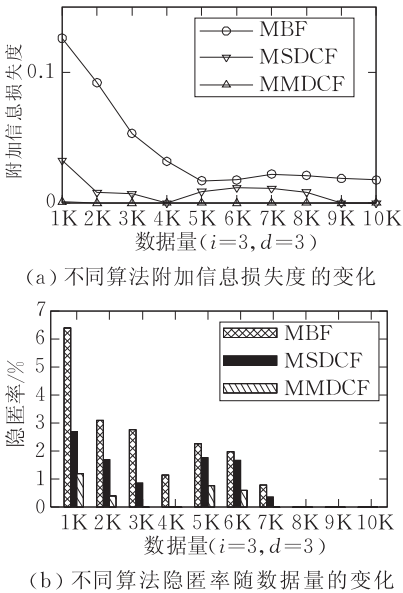 附加信息损失度
0.1
0
MBF
MSDCF
MMDCF
1K 2K 3K 4K 5K 6K 7K 8K 9K 10K
数据量(i=3,d=3)
(a) 不同算法附加信息损失度的变化
隐匿率/%
7
6
5
4
3
2
1
0
MBF
MSDCF
MMDCF
1K 2K 3K 4K 5K 6K 7K 8K 9K 10K
数据量(i=3,d=3)
(b) 不同算法隐匿率随数据量的变化